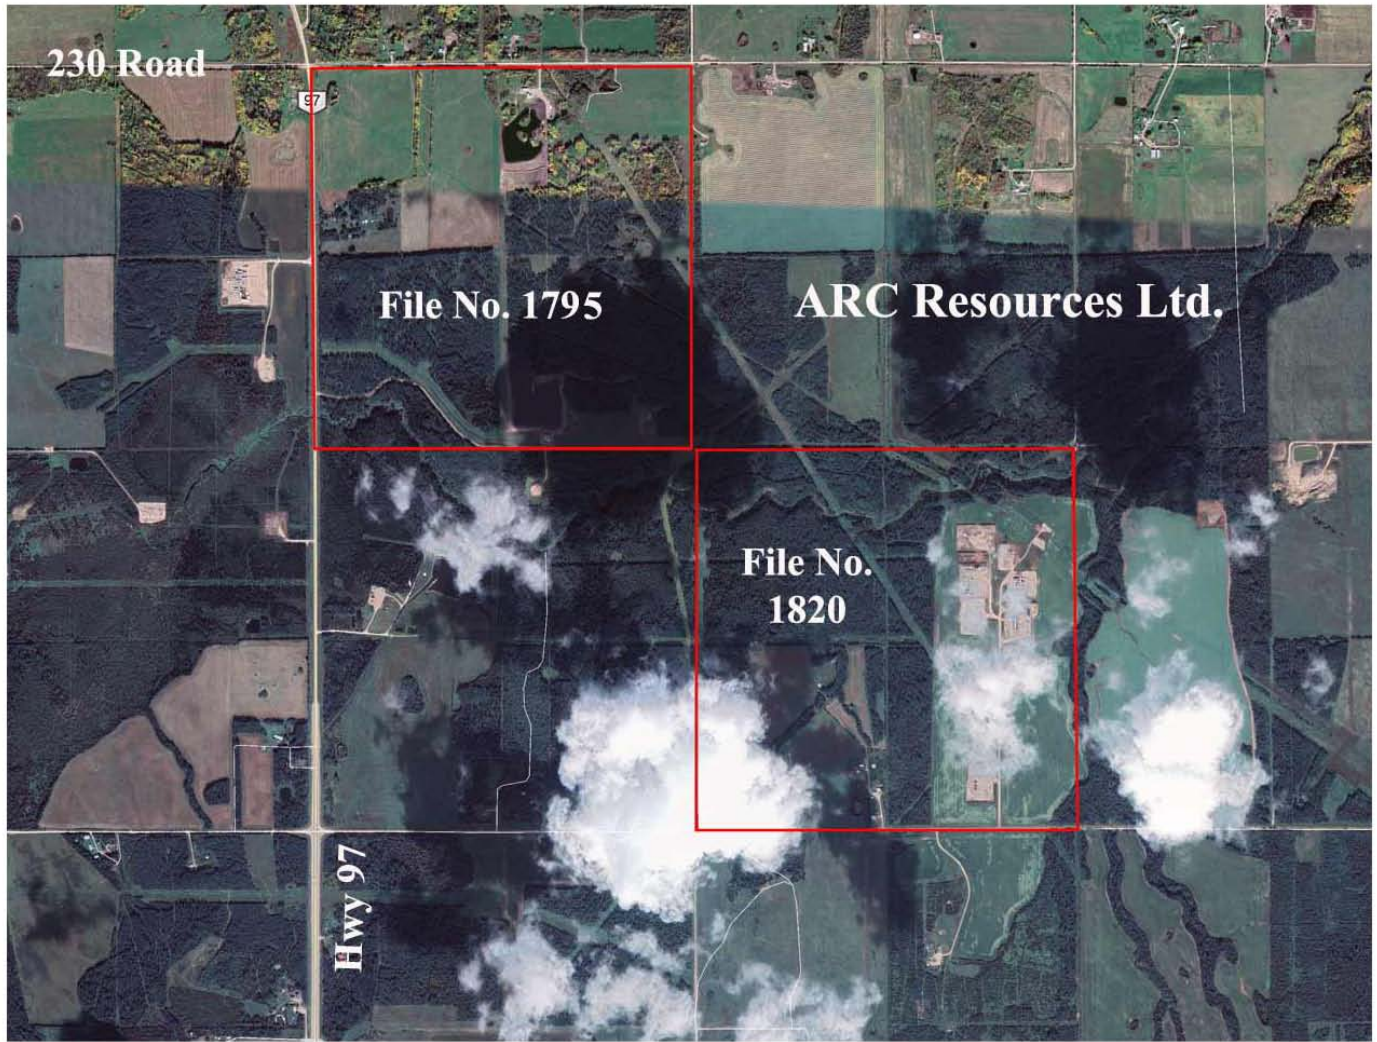 230 Road
97
File No. 1795
ARC Resources Ltd.
File No.
1820
Hwy 97